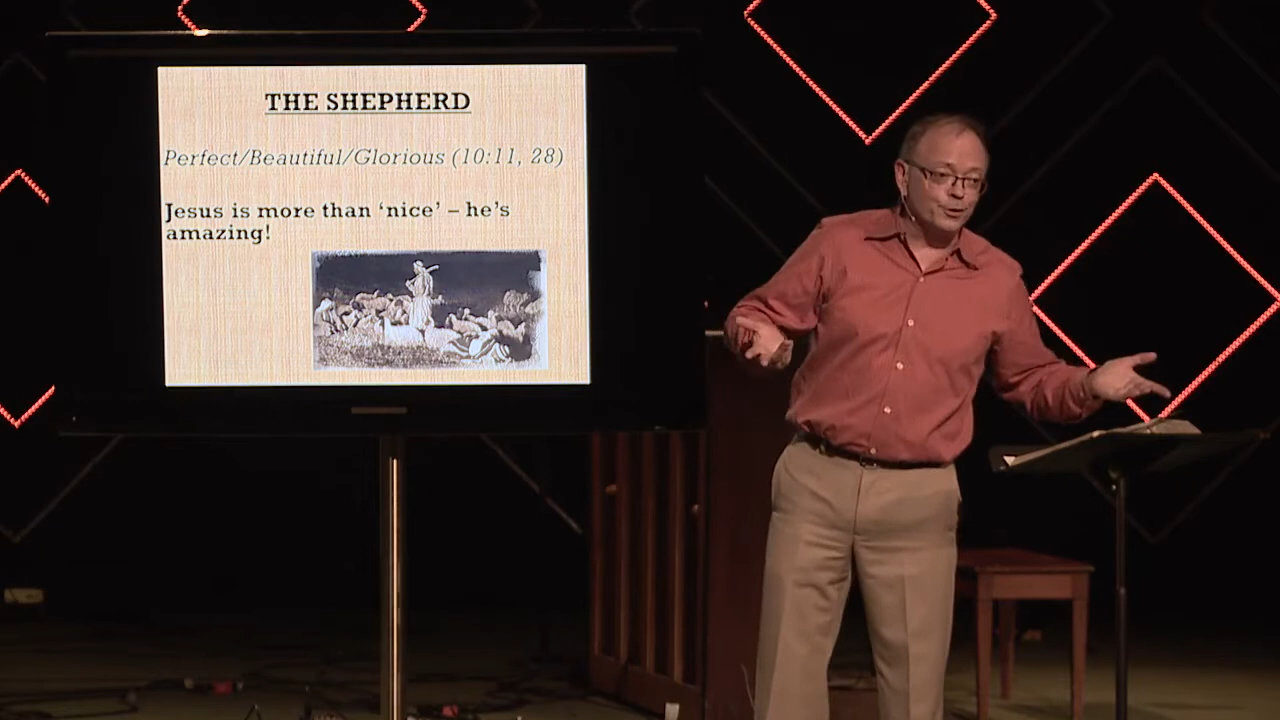 THE SHEPHERD
Perfect/Beautiful/Glorious (10:11, 28)
Jesus is more than ‘nice’ – he’s
amazing!